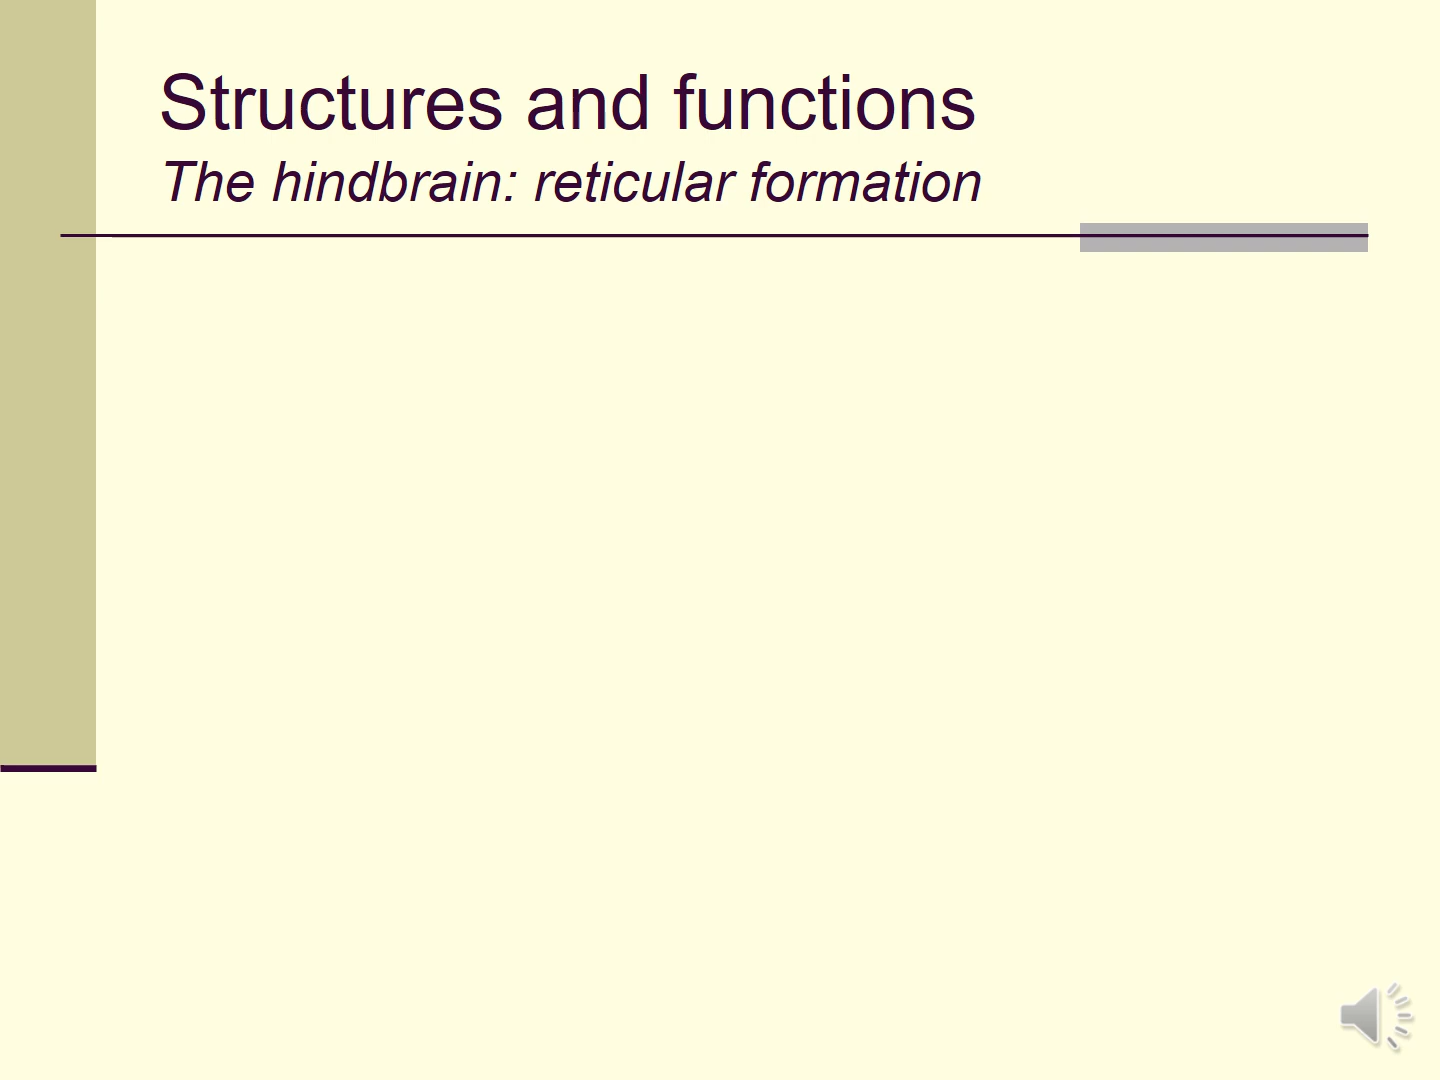 Structures and functions
The hindbrain: reticular formation